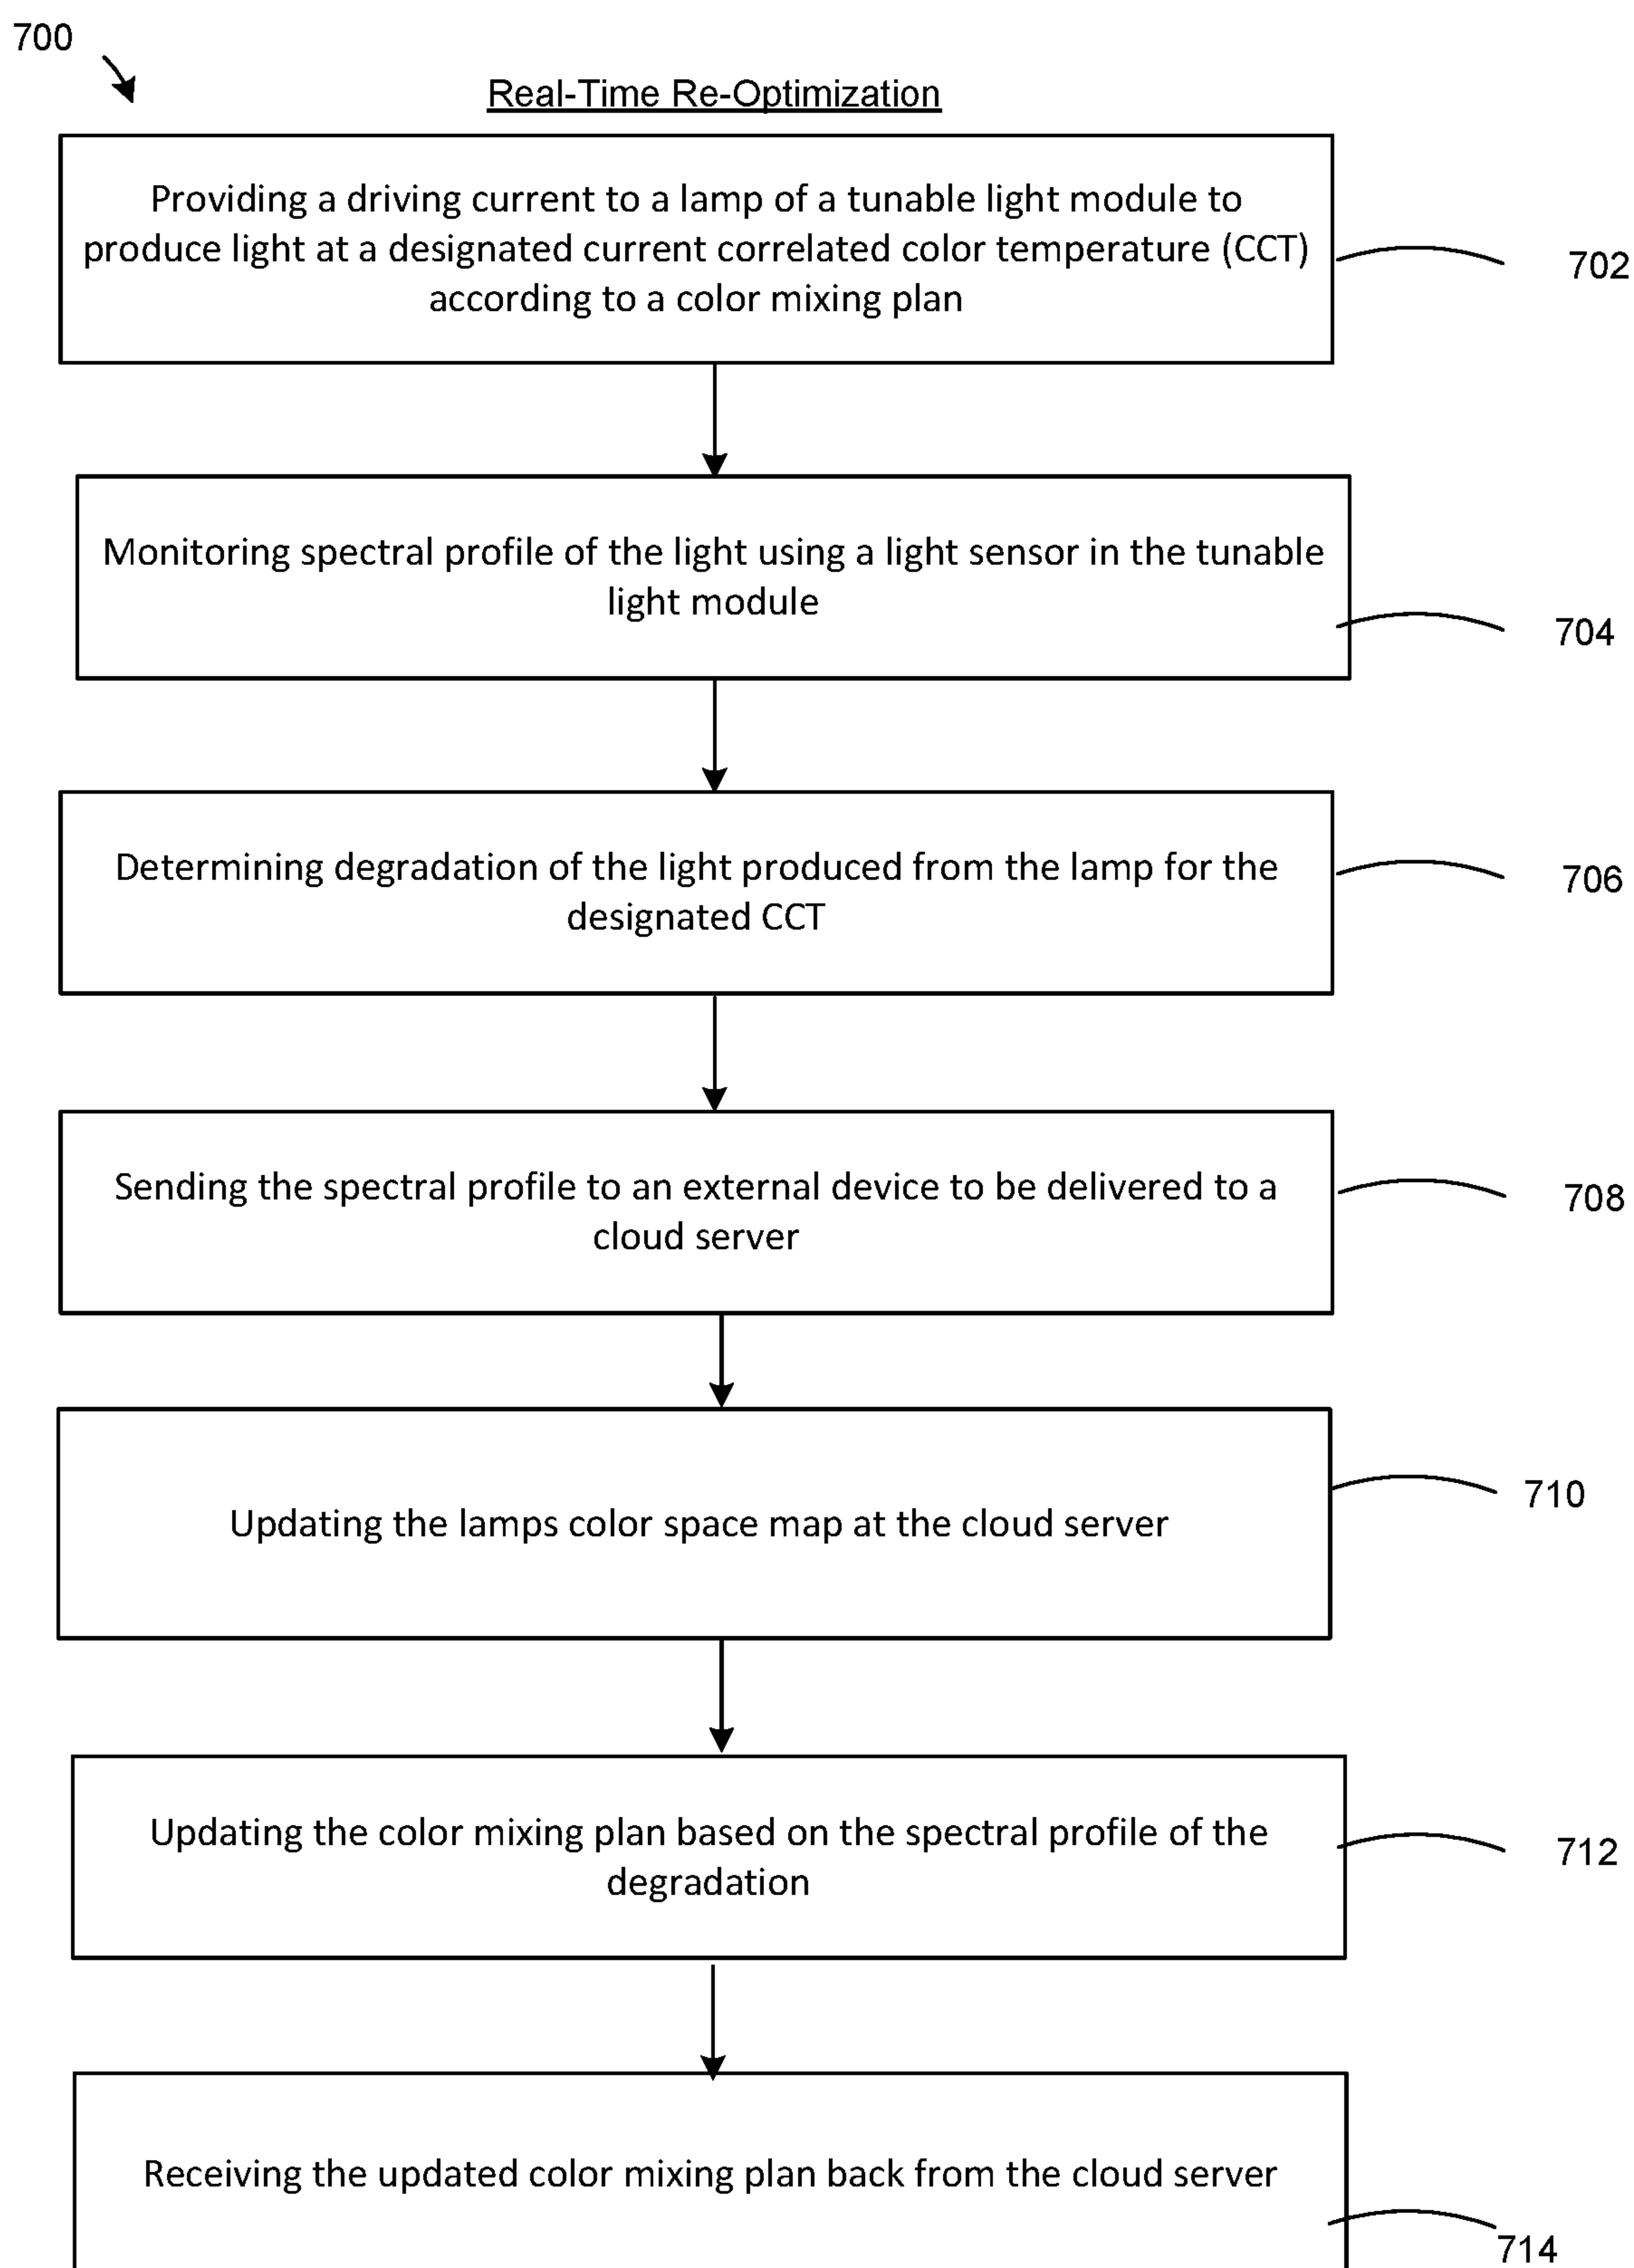 700
Real-Time Re-Optimization
Providing a driving current to a lamp of a tunable light module to
produce light at a designated current correlated color temperature (CCT)
according to a color mixing plan
702
Monitoring spectral profile of the light using a light sensor in the tunable
light module
704
Determining degradation of the light produced from the lamp for the
designated CCT
706
Sending the spectral profile to an external device to be delivered to a
cloud server
708
Updating the lamps color space map at the cloud server
710
Updating the color mixing plan based on the spectral profile of the
degradation
712
Receiving the updated color mixing plan back from the cloud server
714